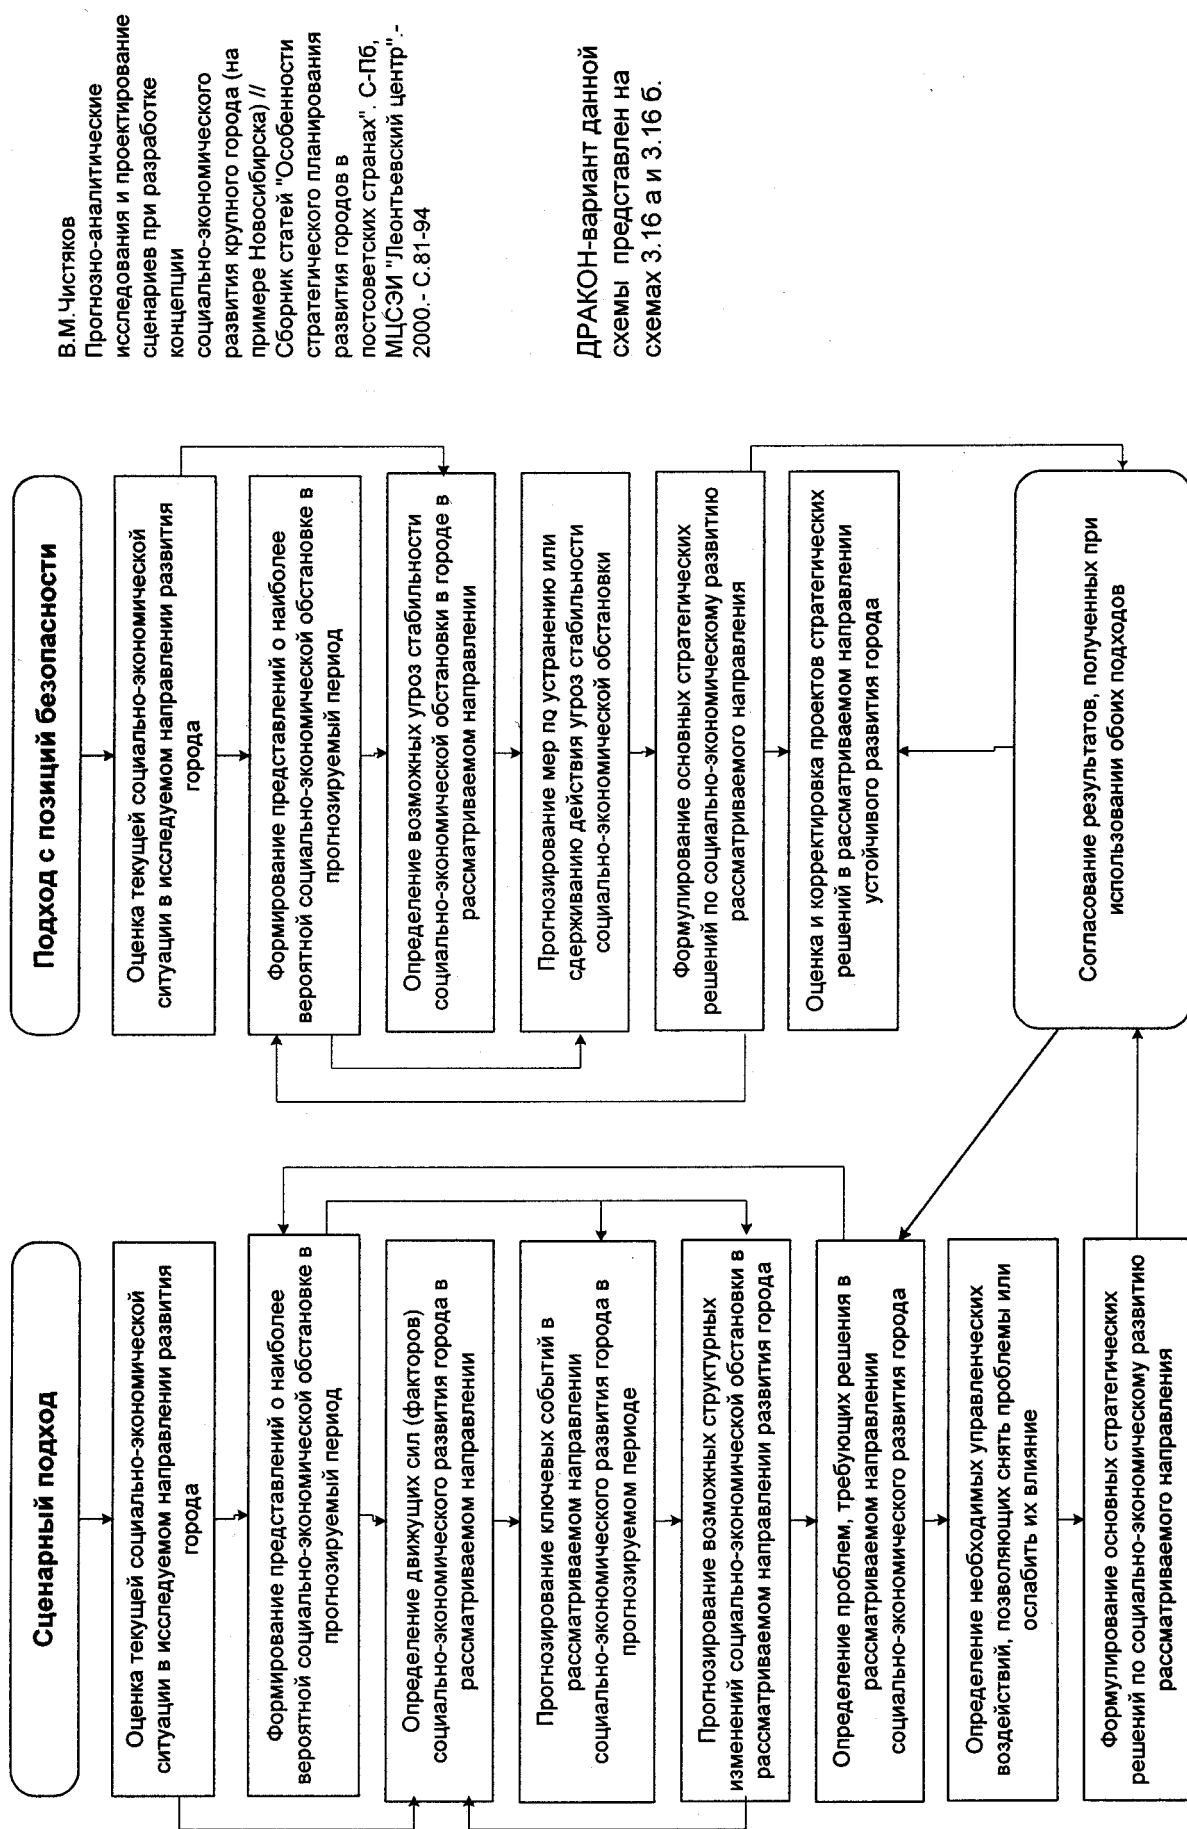 Сценарный подход
Оценка текущей социально-экономической
ситуации в исследуемом направлении развития
города
Формирование представлений о наиболее
вероятной социально-экономической обстановке в
прогнозируемый период
Определение движущих сил (факторов)
социально-экономического развития города в
рассматриваемом направлении
Прогнозирование ключевых событий в
рассматриваемом направлении
социально-экономического развития города в
прогнозируемом периоде
Прогнозирование возможных структурных
изменений социально-экономической обстановки в
рассматриваемом направлении развития города
Определение проблем, требующих решения в
рассматриваемом направлении
социально-экономического развития города
Определение необходимых управленческих
воздействий, позволяющих снять проблемы или
ослабить их влияние
Формулирование основных стратегических
решений по социально-экономическому развитию
рассматриваемого направления
Подход с позиций безопасности
Оценка текущей социально-экономической
ситуации в исследуемом направлении развития
города
Формирование представлений о наиболее
вероятной социально-экономической обстановке в
прогнозируемый период
Определение возможных угроз стабильности
социально-экономической обстановки в городе в
рассматриваемом направлении
Прогнозирование мер по устранению или
сдерживанию действия угроз стабильности
социально-экономической обстановки
Формулирование основных стратегических
решений по социально-экономическому развитию
рассматриваемого направления
Оценка и корректировка проектов стратегических
решений в рассматриваемом направлении
устойчивого развития города
Согласование результатов, полученных при
использовании обоих подходов
В.М.Чистяков
Прогнозно-аналитические
исследования и проектирование
сценариев при разработке
концепции
социально-экономического
развития крупного города (на
примере Новосибирска) //
Сборник статей "Особенности
стратегического планирования
развития городов в
постсоветских странах". С-Пб,
МЦСЭИ "Леонтьевский центр".-
2000.- С.81-94
ДРАКОН-вариант данной
схемы представлен на
схемах 3.16 а и 3.16 б.